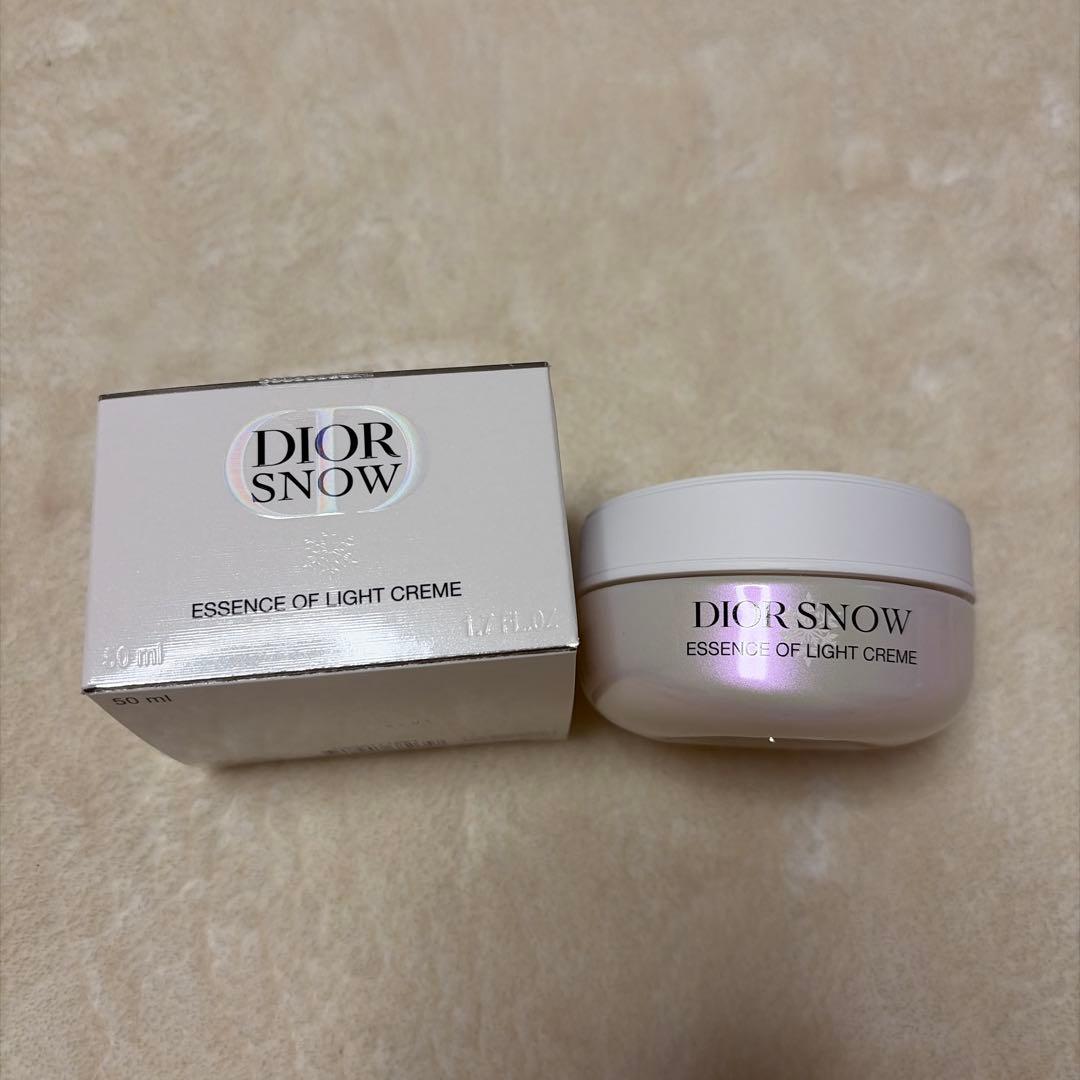 DIOR
SNOW
ESSENCE OF LIGHT CREME
50 ml
1.7 FL.OZ
50 ml
DIOR SNOW
ESSENCE OF LIGHT CREME